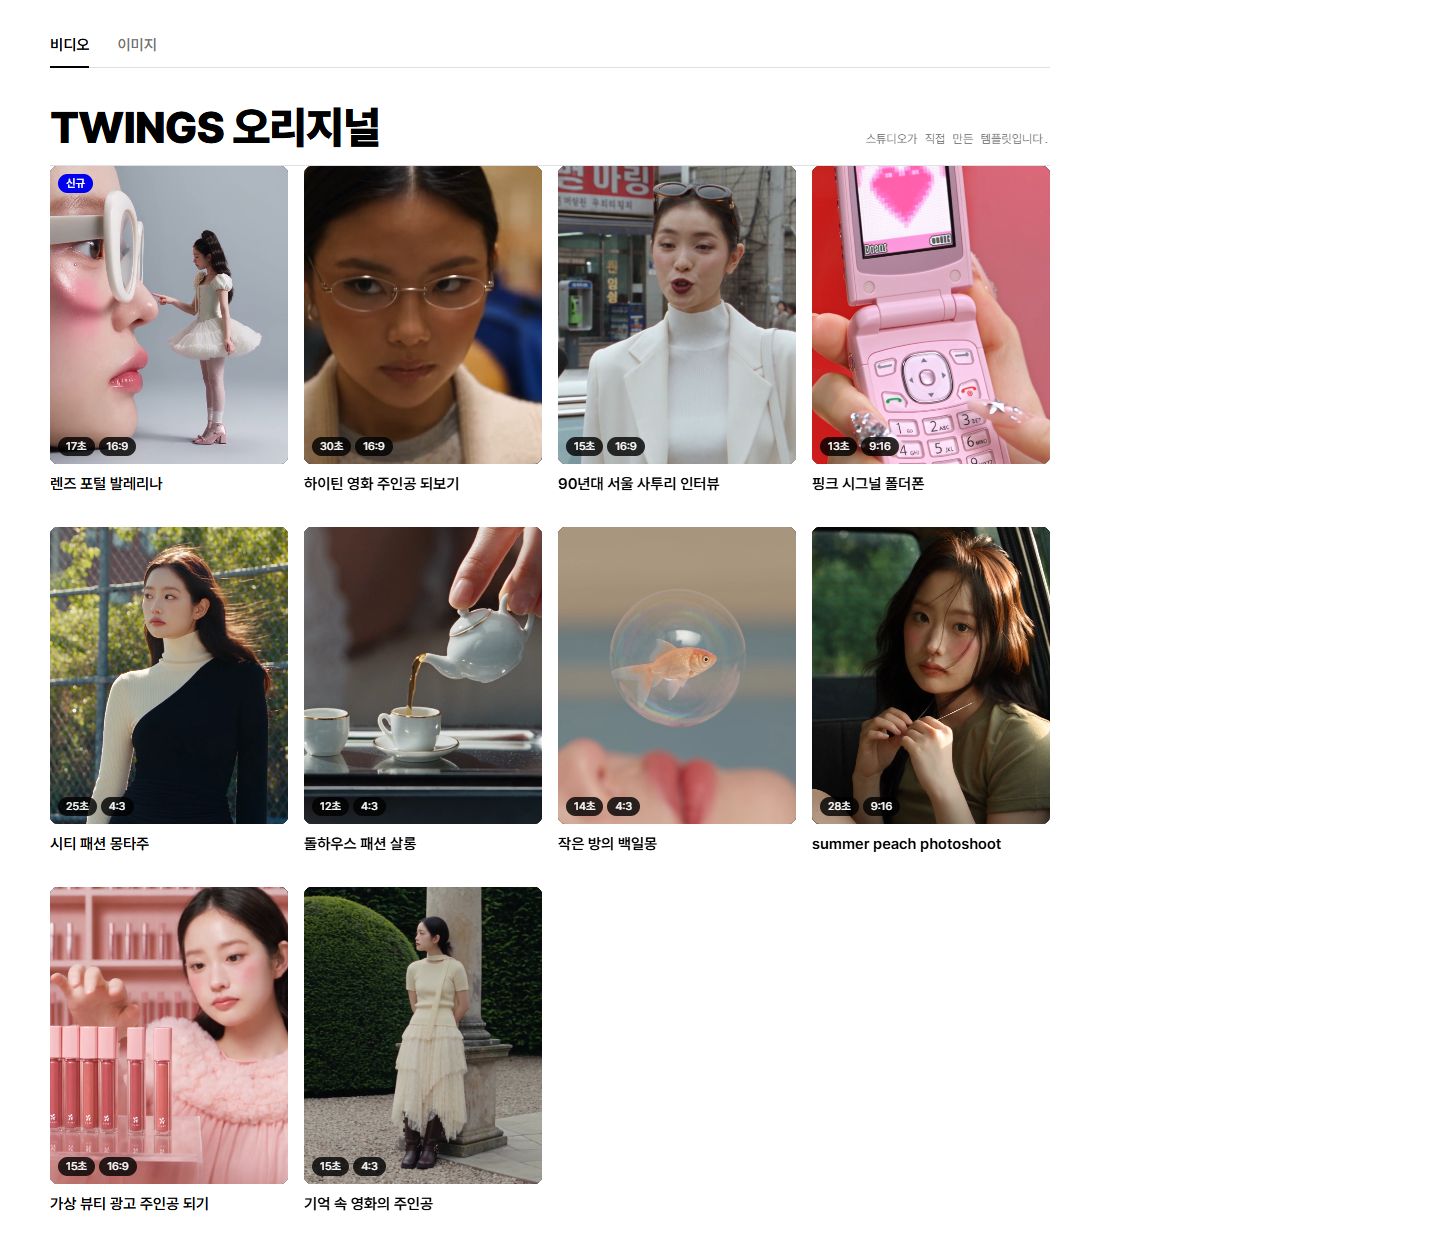 비디오 이미지
TWINGS 오리지널
스튜디오가 직접 만든 템플릿입니다.
신규
17초 16:9
렌즈 포털 발레리나
30초 16:9
하이틴 영화 주인공 되보기
15초 16:9
90년대 서울 사투리 인터뷰
13초 9:16
핑크 시그널 폴더폰
25초 4:3
시티 패션 몽타주
12초 4:3
돌하우스 패션 살롱
14초 4:3
작은 방의 백일몽
28초 9:16
summer peach photoshoot
15초 16:9
가상 뷰티 광고 주인공 되기
15초 4:3
기억 속 영화의 주인공